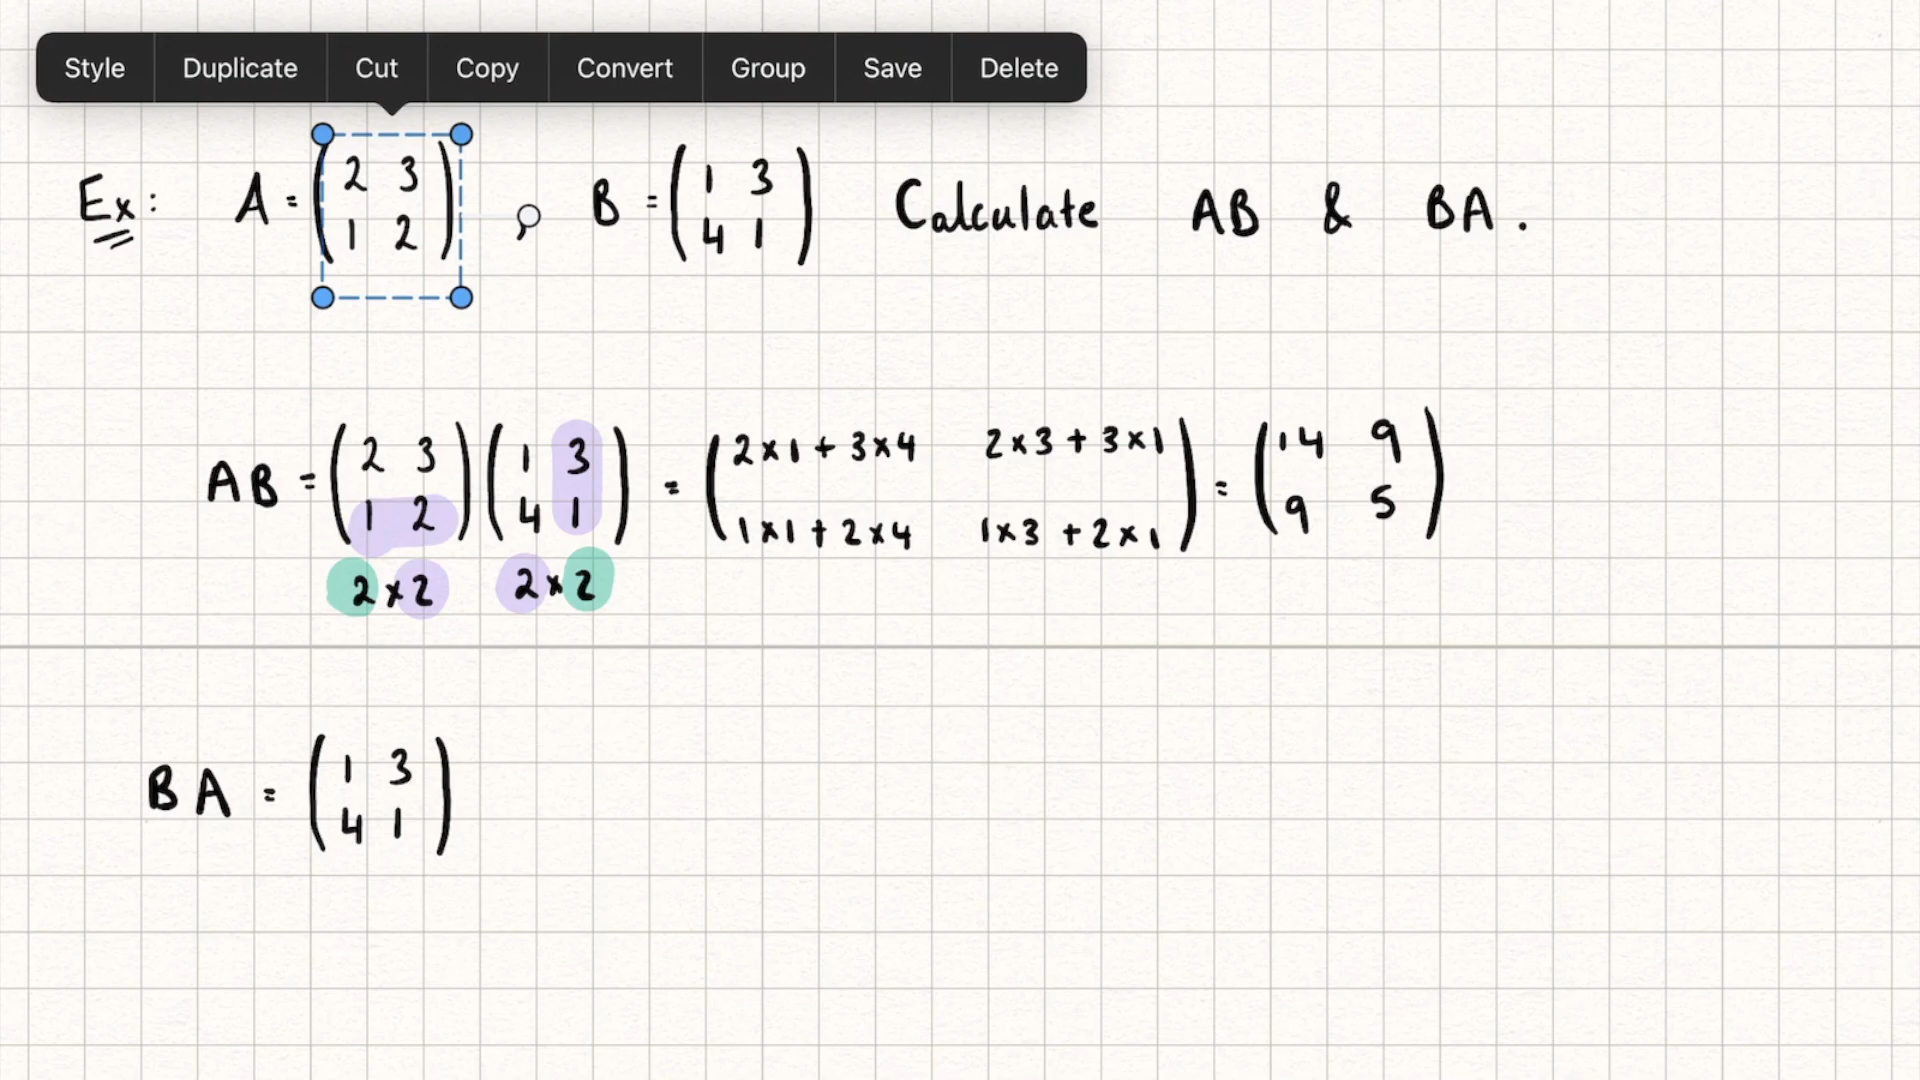 Style Duplicate Cut Copy Convert Group Save Delete
Ex: A = (2 3 , B = (1 3 Calculate AB & BA.
1 2) 4 1)
AB = (2 3 (1 3 = (2×1 + 3×4 2×3 + 3×1 = (14 9
1 2) 4 1) 1×1 + 2×4 1×3 + 2×1) 9 5)
2×2 2×2
BA = (1 3
4 1)